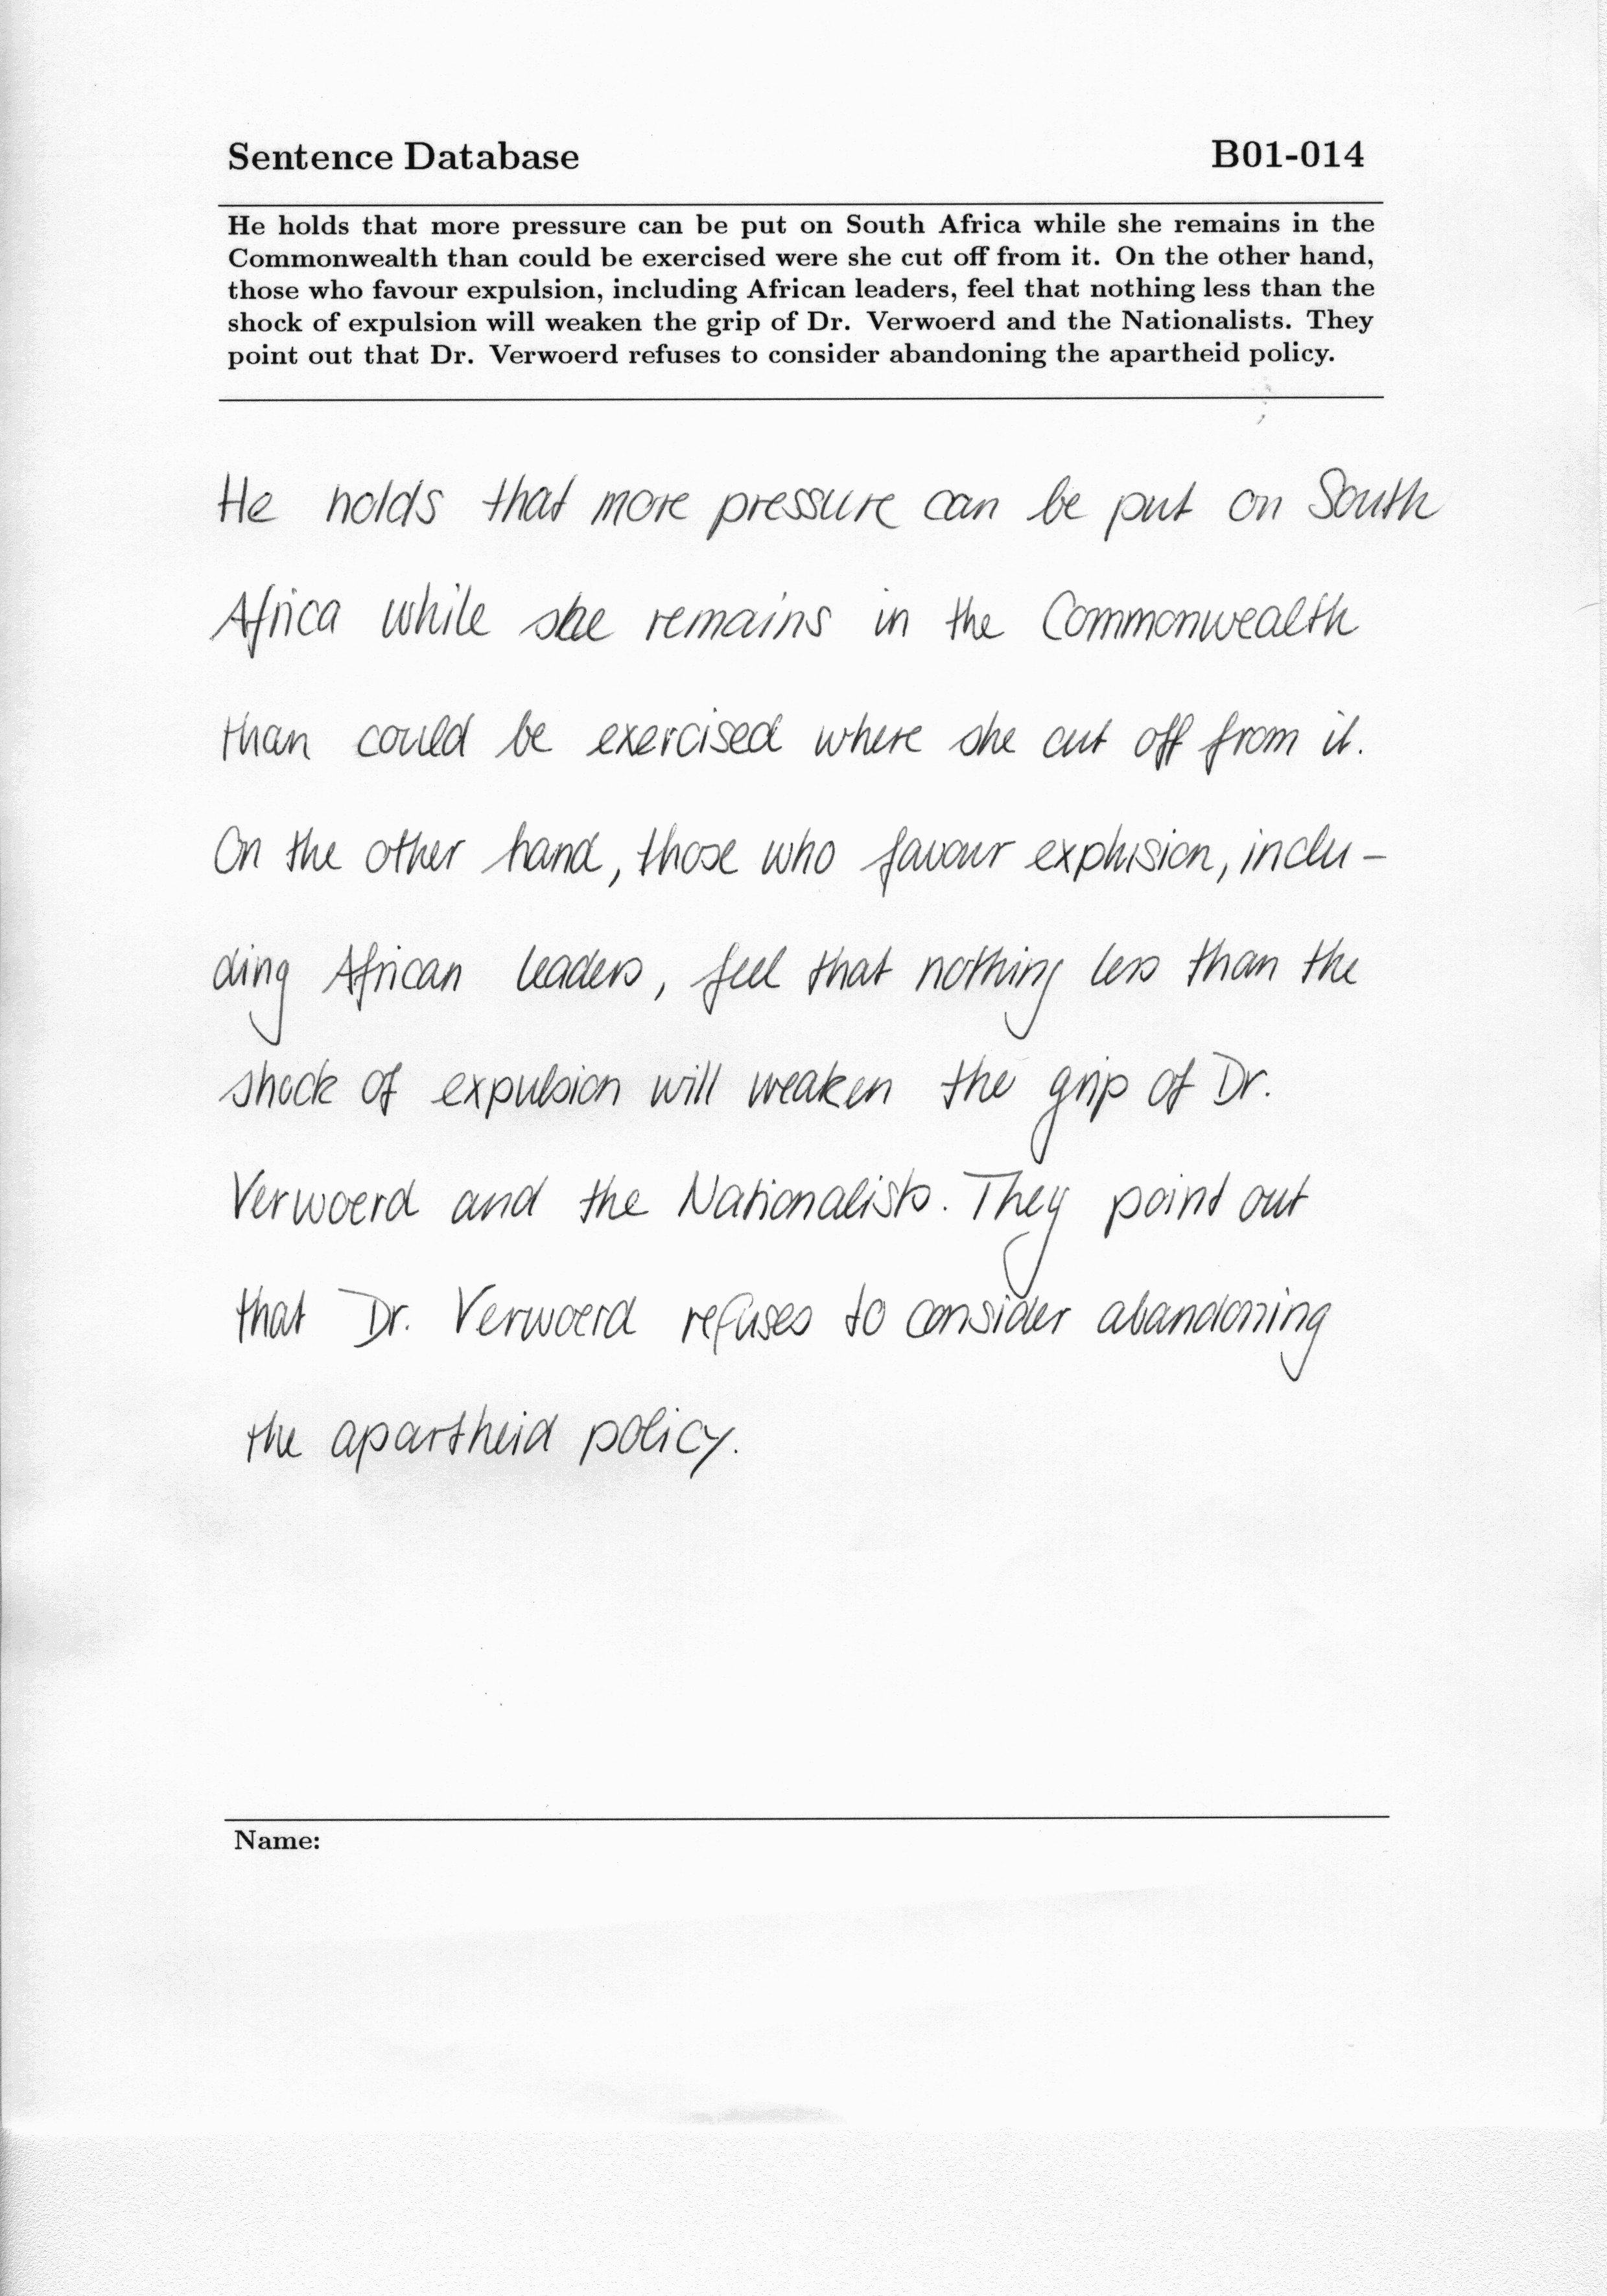 Sentence Database B01-014
He holds that more pressure can be put on South Africa while she remains in the
Commonwealth than could be exercised were she cut off from it. On the other hand,
those who favour expulsion, including African leaders, feel that nothing less than the
shock of expulsion will weaken the grip of Dr. Verwoerd and the Nationalists. They
point out that Dr. Verwoerd refuses to consider abandoning the apartheid policy.
He holds that more pressure can be put on South
Africa while she remains in the Commonwealth
than could be exercised where she cut off from it.
On the other hand, those who favour explusion, inclu-
ding African leaders, feel that nothing less than the
shock of expulsion will weaken the grip of Dr.
Verwoerd and the Nationalists. They point out
that Dr. Verwoerd refuses to consider abandoning
the apartheid policy.
Name: